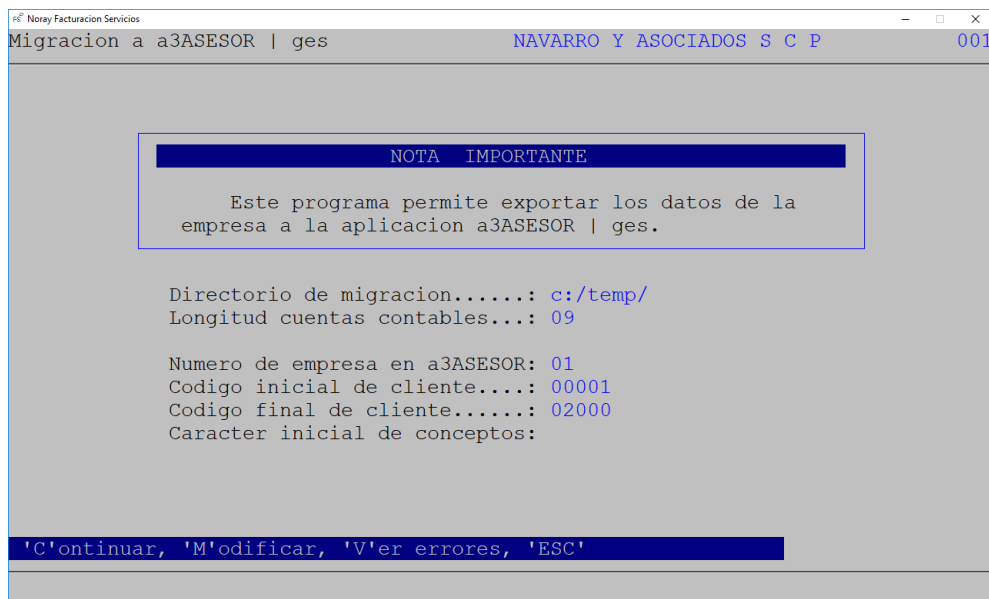 FS Noray Facturacion Servicios
Migracion a a3ASESOR | ges NAVARRO Y ASOCIADOS S C P 001
NOTA IMPORTANTE
Este programa permite exportar los datos de la
empresa a la aplicacion a3ASESOR | ges.
Directorio de migracion......: c:/temp/
Longitud cuentas contables...: 09
Numero de empresa en a3ASESOR: 01
Codigo inicial de cliente....: 00001
Codigo final de cliente......: 02000
Caracter inicial de conceptos:
'C'ontinuar, 'M'odificar, 'V'er errores, 'ESC'